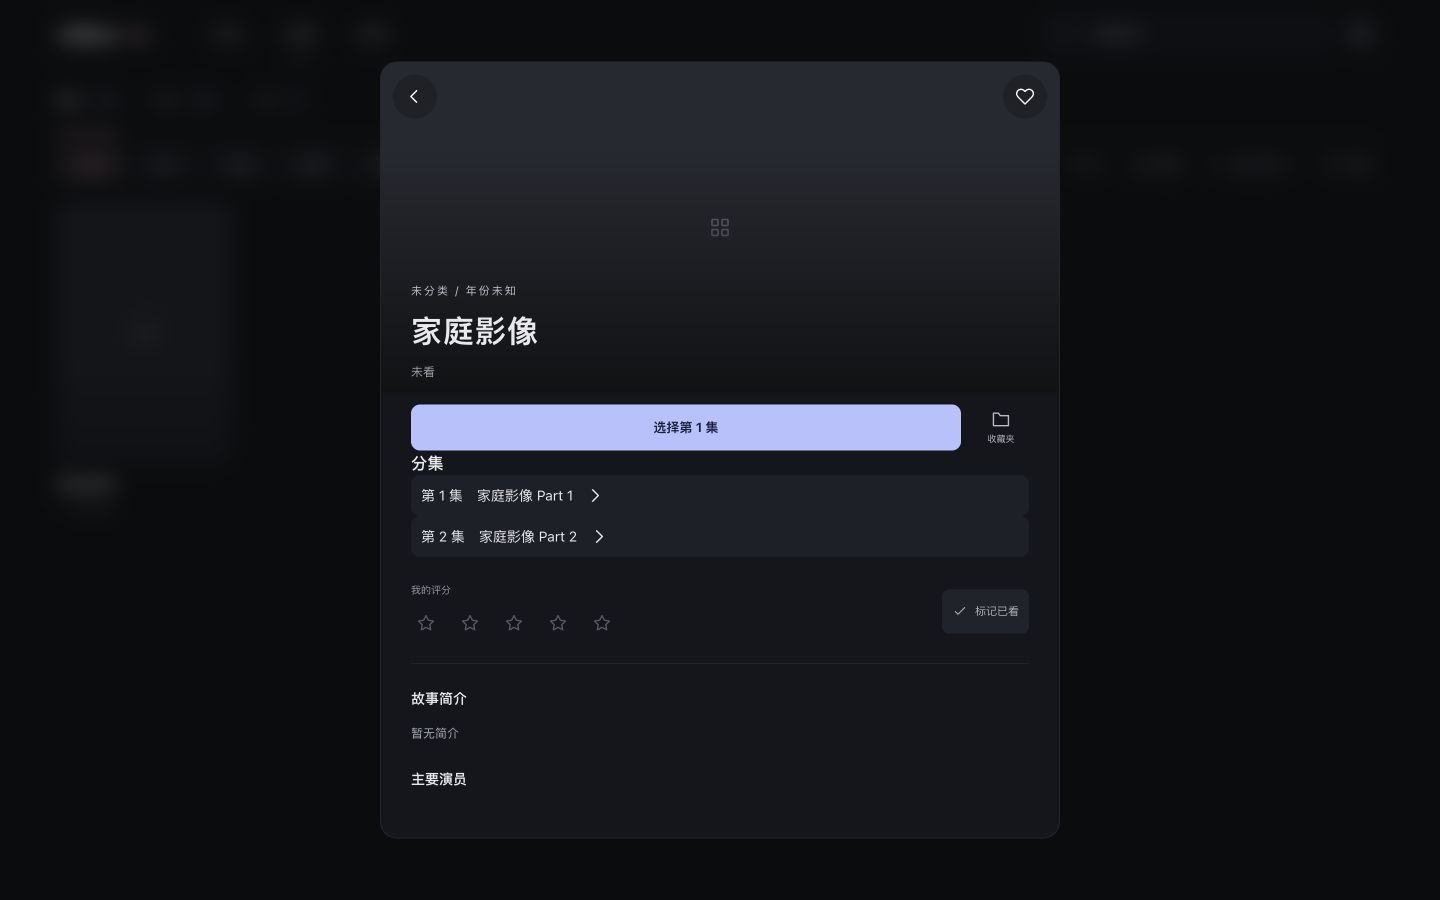 未分类 / 年份未知
家庭影像
未看
选择第 1 集
收藏夹
分集
第 1 集 家庭影像 Part 1
第 2 集 家庭影像 Part 2
我的评分
标记已看
故事简介
暂无简介
主要演员